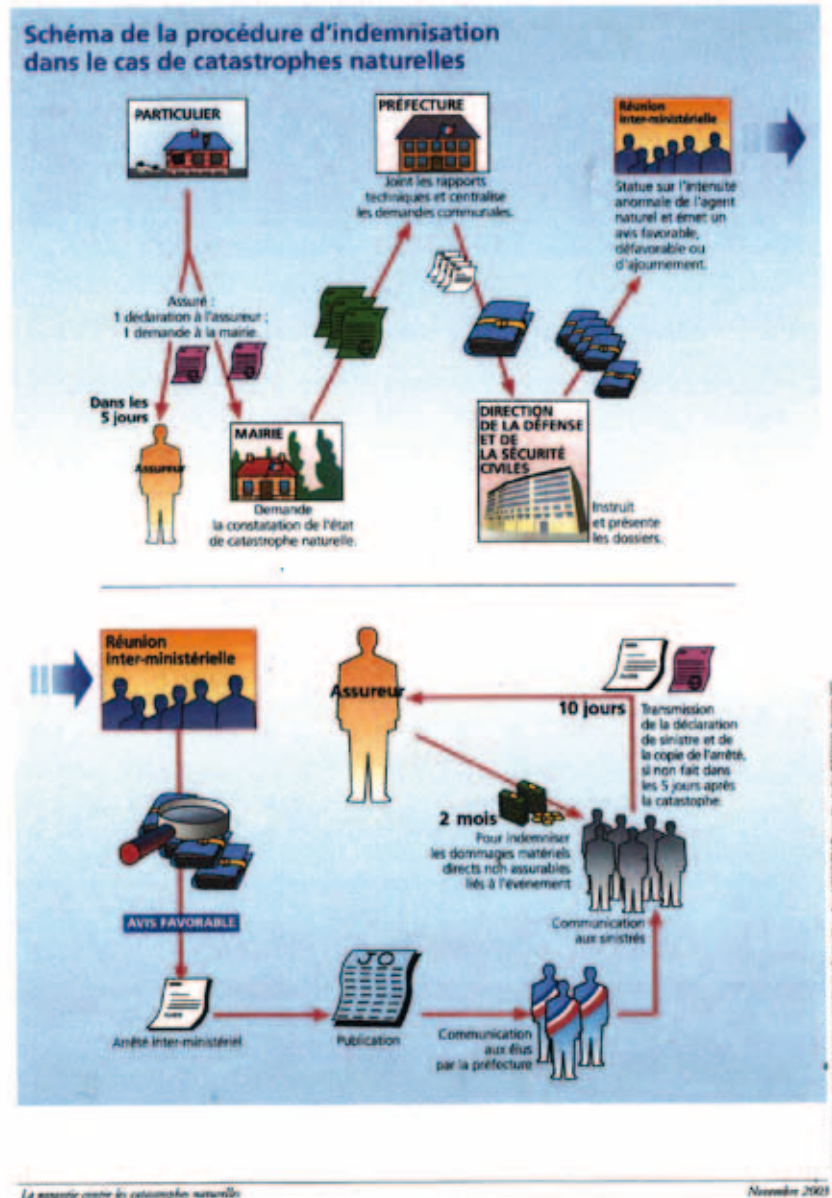 Schéma de la procédure d'indemnisation
dans le cas de catastrophes naturelles
PARTICULIER
PRÉFECTURE
Réunion
Inter-ministérielle
Joint les rapports
techniques et centralise
les demandes communales.
Statue sur l'intensité
anormale de l'agent
naturel et émet un
avis favorable,
défavorable ou
d'ajournement.
Assuré :
1 déclaration à l'assureur ;
1 demande à la mairie.
Dans les
5 jours
Assureur
MAIRIE
Demande
la constatation de l'état
de catastrophe naturelle.
DIRECTION
DE LA DÉFENSE
ET DE
LA SÉCURITÉ
CIVILES
Instruit
et présente
les dossiers.
Réunion
Inter-ministérielle
Assureur
10 jours
Transmission
de la déclaration
de sinistre et de
la copie de l'arrêté,
si non fait dans
les 5 jours après
la catastrophe.
2 mois
Pour indemniser
les dommages matériels
directs non assurables
liés à l'événement
Communication
aux sinistrés
AVIS FAVORABLE
Arrêté inter-ministériel
JO
Publication
Communication
aux élus
par la préfecture
La garantie contre les catastrophes naturelles
Novembre 2003